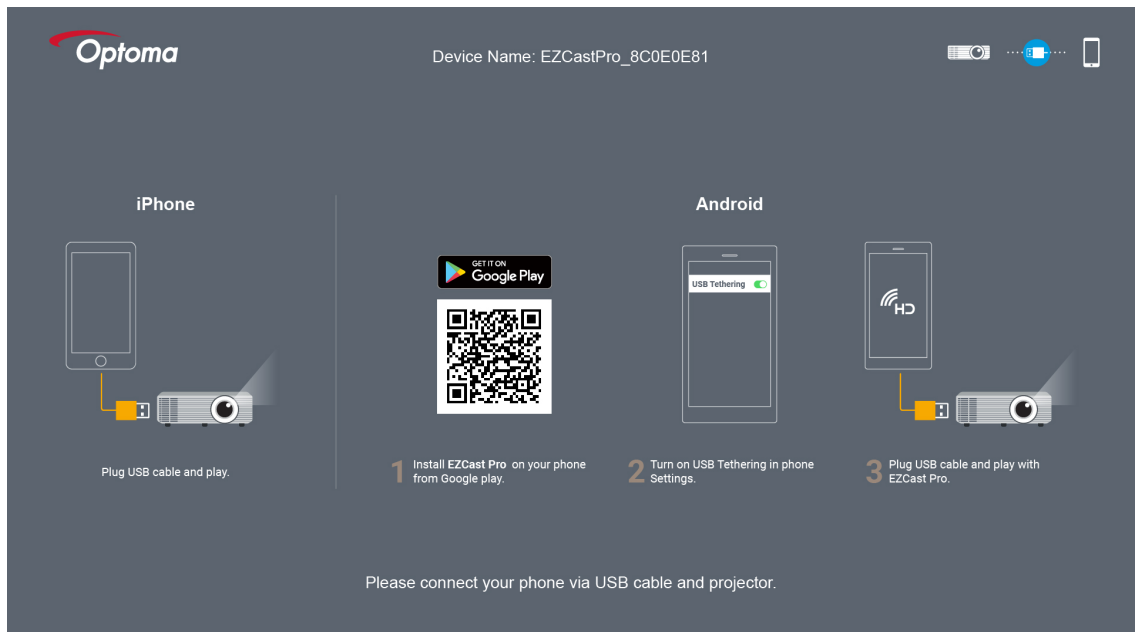 Optoma
Device Name: EZCastPro_8C0E0E81
iPhone
Plug USB cable and play.
Android
GET IT ON
Google Play
1 Install EZCast Pro on your phone
from Google play.
USB Tethering
2 Turn on USB Tethering in phone
Settings.
HD
3 Plug USB cable and play with
EZCast Pro.
Please connect your phone via USB cable and projector.